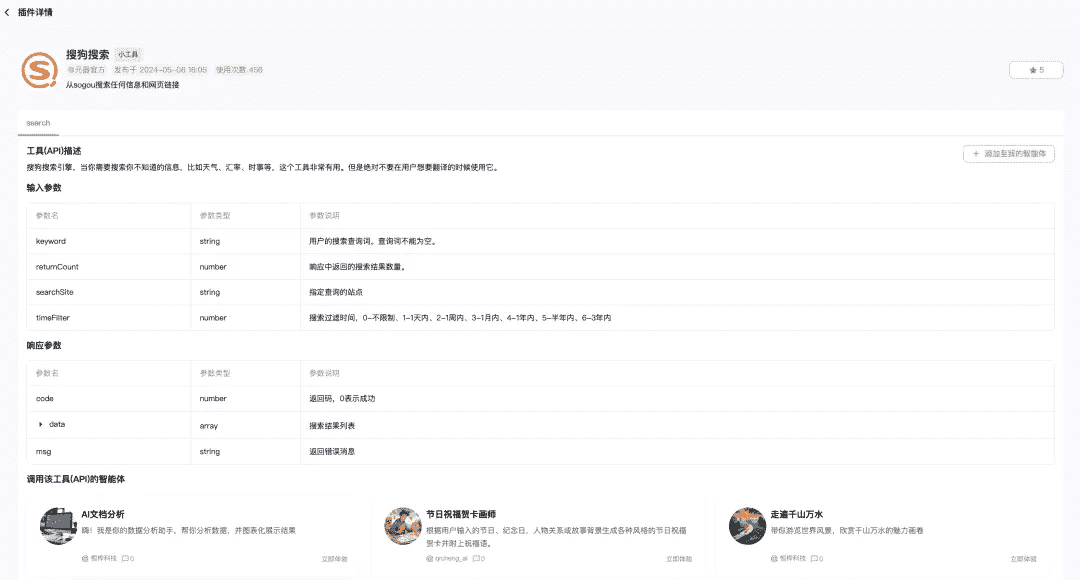 插件详情
搜狗搜索 小工具
@元器官方 发布于 2024-05-08 16:05 使用次数 456
从sogou搜索任何信息和网页链接
5
search
工具(API)描述
搜狗搜索引擎，当你需要搜索你不知道的信息，比如天气、汇率、时事等，这个工具非常有用。但是绝对不要在用户想要翻译的时候使用它。
+ 添加至我的智能体
输入参数
参数名 参数类型 参数说明
keyword string 用户的搜索查询词。查询词不能为空。
returnCount number 响应中返回的搜索结果数量。
searchSite string 指定查询的站点
timeFilter number 搜索过滤时间，0-不限制、1-1天内、2-1周内、3-1月内、4-1年内、5-半年内、6-3年内
响应参数
参数名 参数类型 参数说明
code number 返回码，0表示成功
data array 搜索结果列表
msg string 返回错误消息
调用该工具(API)的智能体
AI文档分析
嗨！我是你的数据分析助手，帮你分析数据，并图表化展示结果
@ 恒桦科技 0 立即体验
节日祝福贺卡画师
根据用户输入的节日、纪念日、人物关系或故事背景生成各种风格的节日祝福
贺卡并附上祝福语。
@ qrcheng_ai 0 立即体验
走遍千山万水
带你游览世界风景，欣赏千山万水的魅力画卷
@ 恒桦科技 0 立即体验